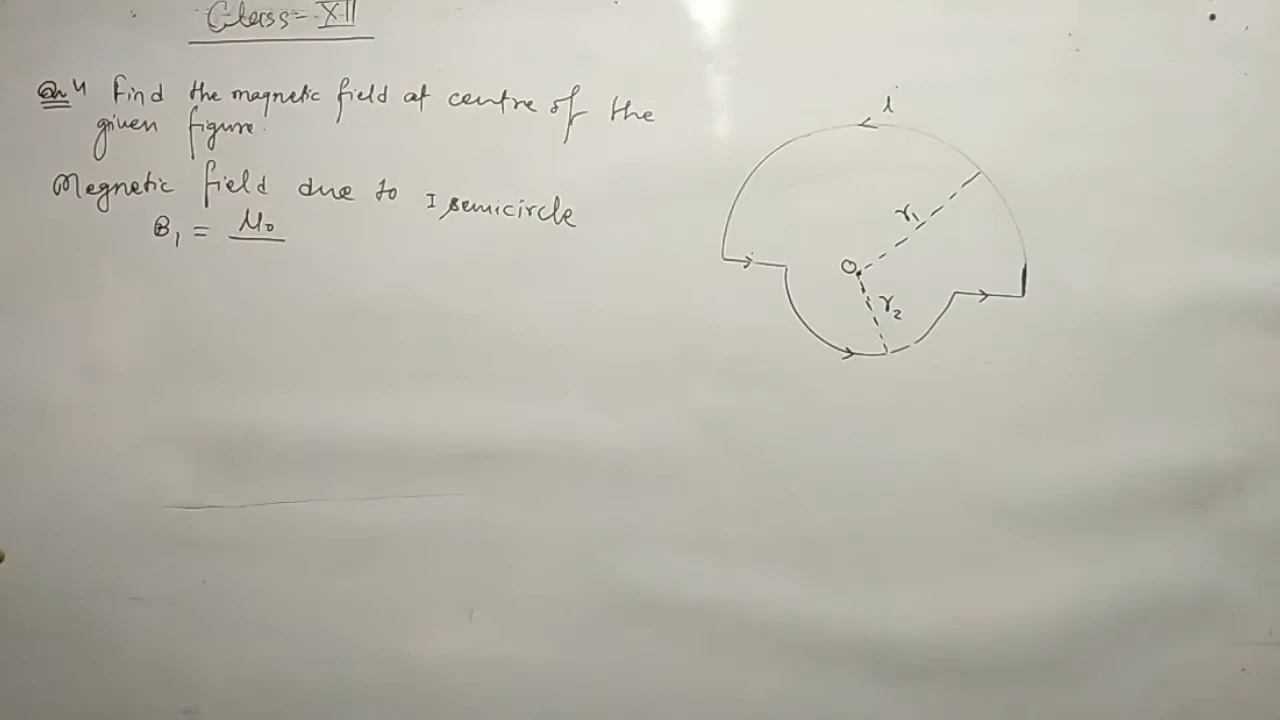 Class - XII
Qn 4 Find the magnetic field at centre of the
given figure.
Magnetic field due to I semicircle
B₁ = μ₀
i
r₁
O
r₂